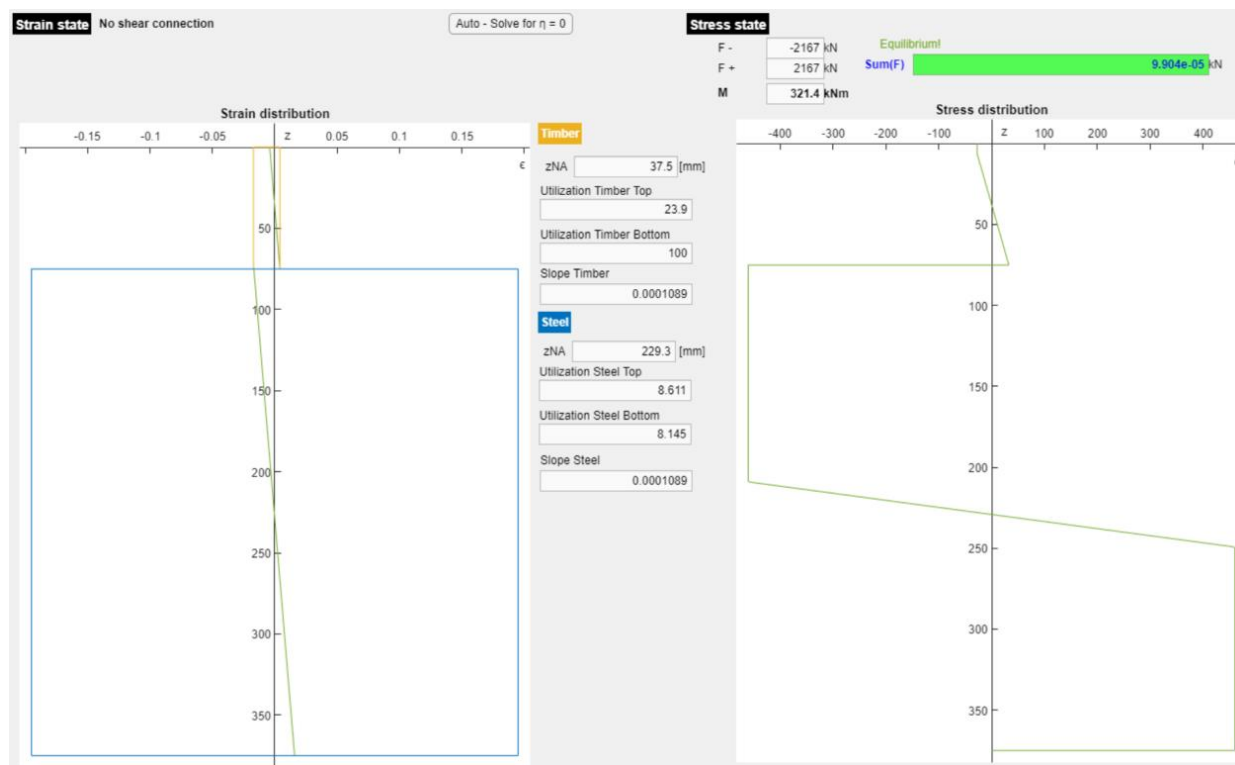 Strain state No shear connection Auto - Solve for η = 0 Stress state
F - -2167 kN Equilibrium!
F + 2167 kN Sum(F) 9.904e-05 kN
M 321.4 kNm
Strain distribution Stress distribution
-0.15 -0.1 -0.05 z 0.05 0.1 0.15
ε
50
100
150
200
250
300
350
Timber
zNA 37.5 [mm]
Utilization Timber Top
23.9
Utilization Timber Bottom
100
Slope Timber
0.0001089
Steel
zNA 229.3 [mm]
Utilization Steel Top
8.611
Utilization Steel Bottom
8.145
Slope Steel
0.0001089
-400 -300 -200 -100 z 100 200 300 400
50
100
150
200
250
300
350